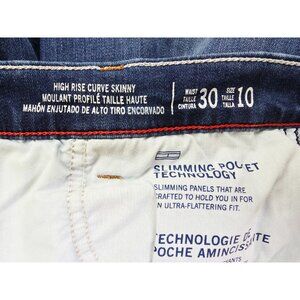 HIGH RISE CURVE SKINNY
MOULANT PROFILÉ TAILLE HAUTE
MAHÓN ENJUTADO DE ALTO TIRO ENCORVADO
WAIST
TAILLE
CINTURA
30
SIZE
TAILLE
TALLA
10
SLIMMING POCKET
TECHNOLOGY
SLIMMING PANELS THAT ARE
CRAFTED TO HOLD YOU IN FOR
AN ULTRA-FLATTERING FIT.
TECHNOLOGIE DE
POCHE AMINCISS